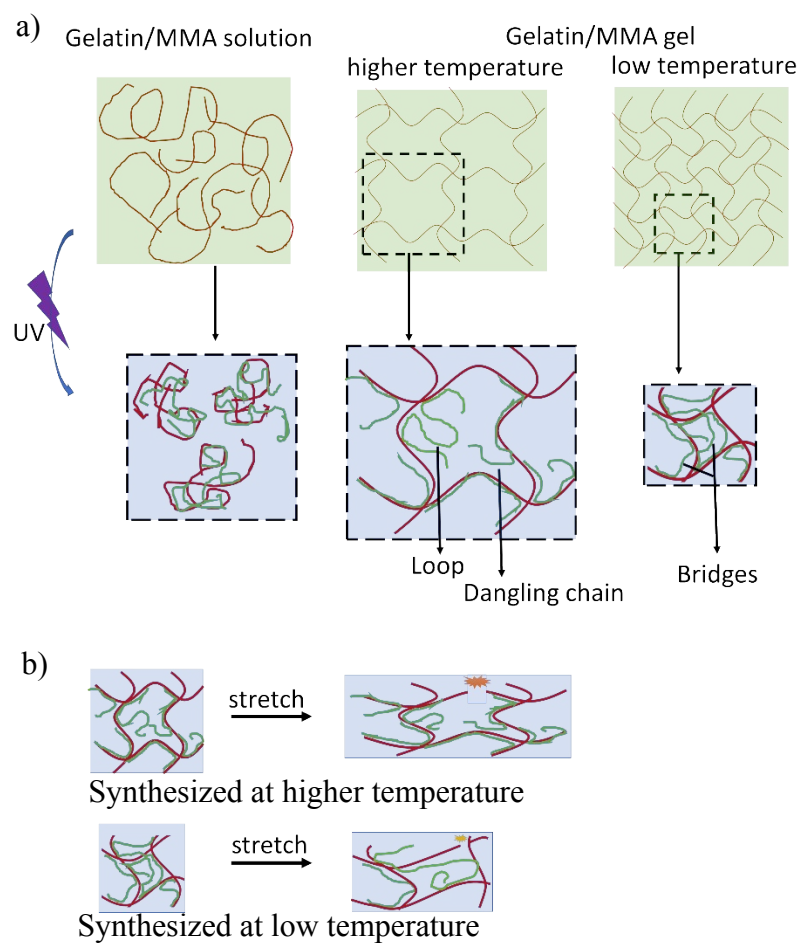 a)
Gelatin/MMA solution
Gelatin/MMA gel
higher temperature
low temperature
UV
Loop
Dangling chain
Bridges
b)
stretch
Synthesized at higher temperature
stretch
Synthesized at low temperature